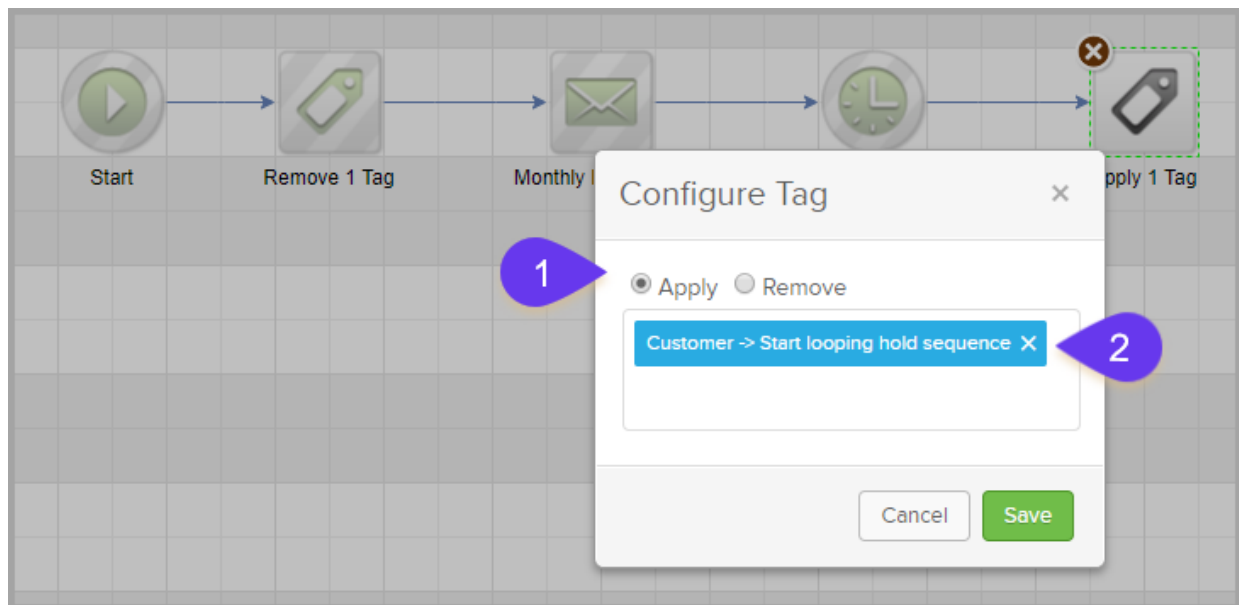 Start
Remove 1 Tag
Monthly
pply 1 Tag
Configure Tag
×
1
Apply
Remove
Customer -> Start looping hold sequence ×
2
Cancel
Save